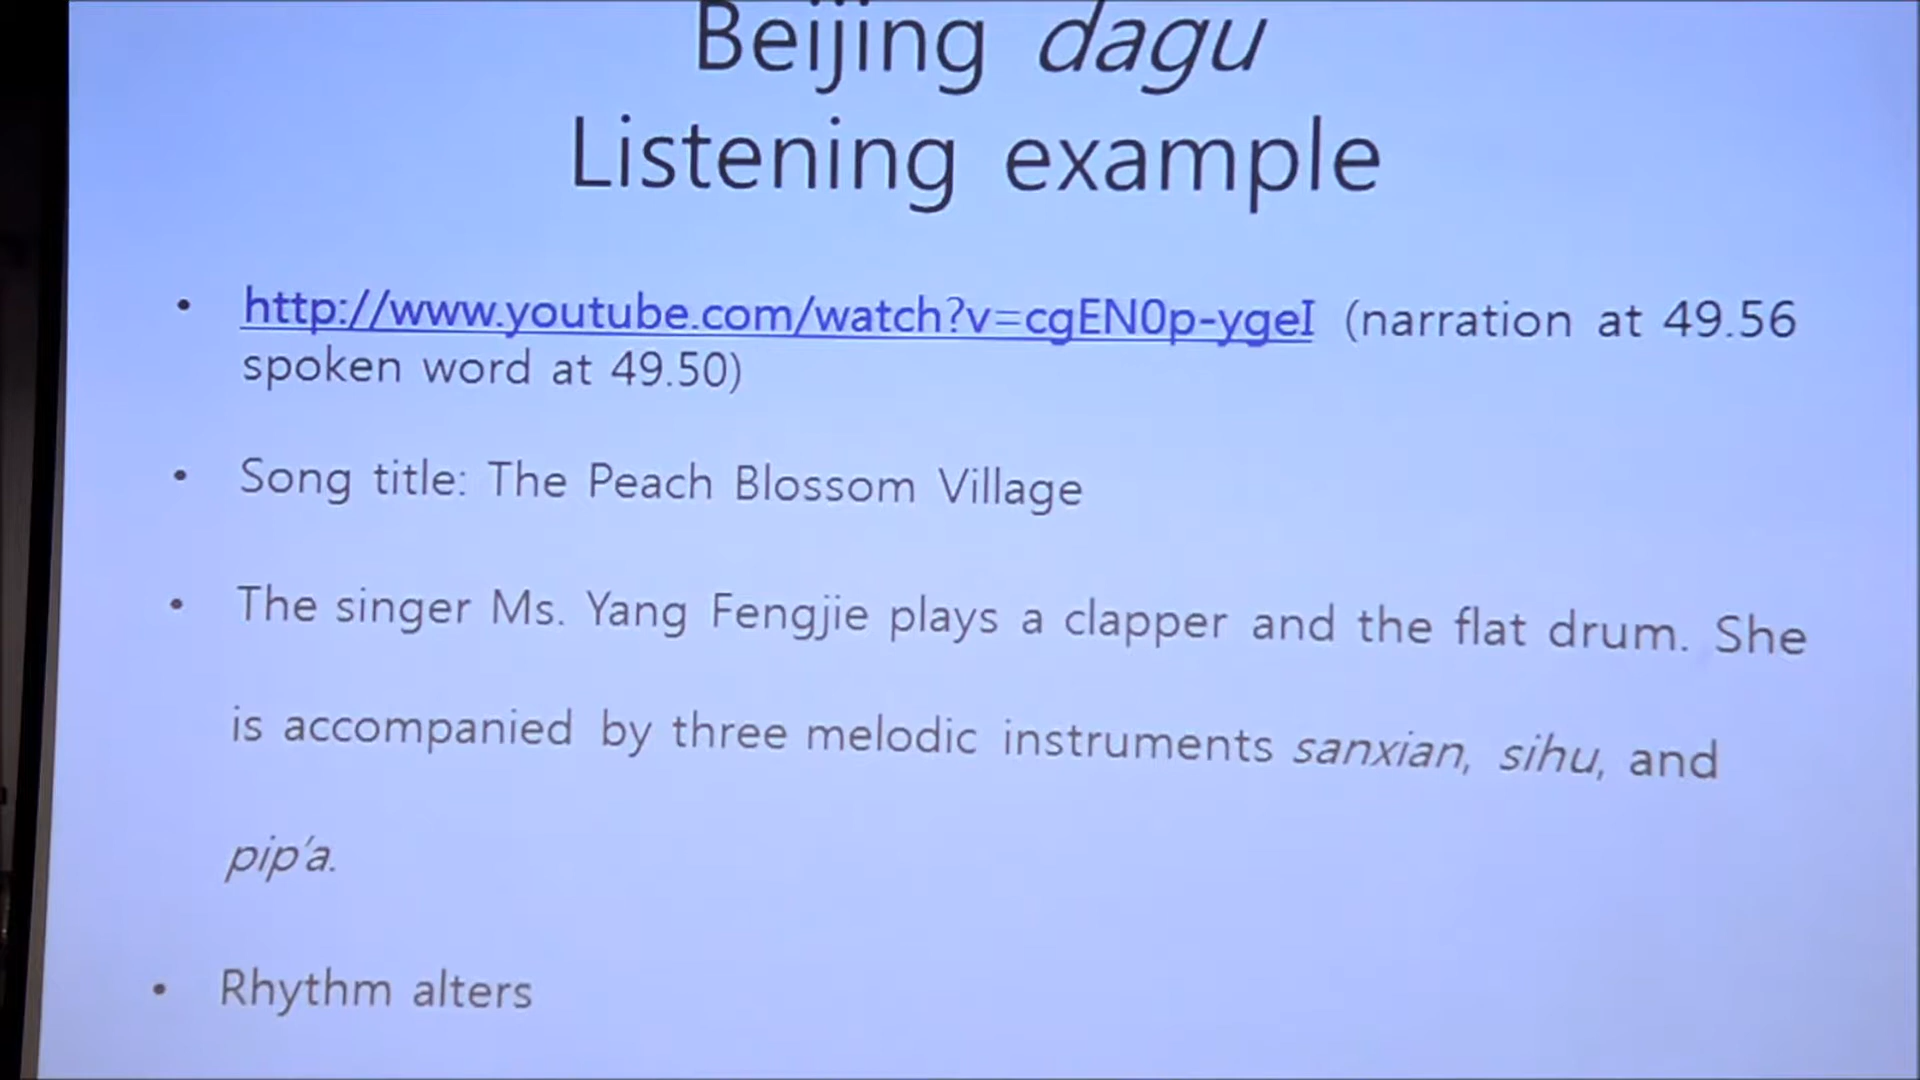 Beijing dagu
Listening example
• http://www.youtube.com/watch?v=cgEN0p-ygeI (narration at 49.56
spoken word at 49.50)
• Song title: The Peach Blossom Village
• The singer Ms. Yang Fengjie plays a clapper and the flat drum. She
is accompanied by three melodic instruments sanxian, sihu, and
pip'a.
• Rhythm alters